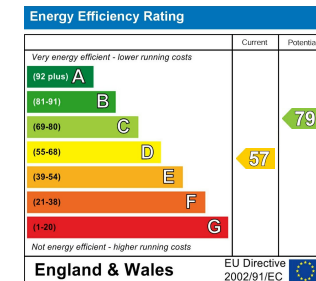 Energy Efficiency Rating
Current Potentia
Very energy efficient - lower running costs
(92 plus) A
(81-91) B
(69-80) C
79
(55-68) D
57
(39-54) E
(21-38) F
(1-20) G
Not energy efficient - higher running costs
England & Wales
EU Directive
2002/91/EC